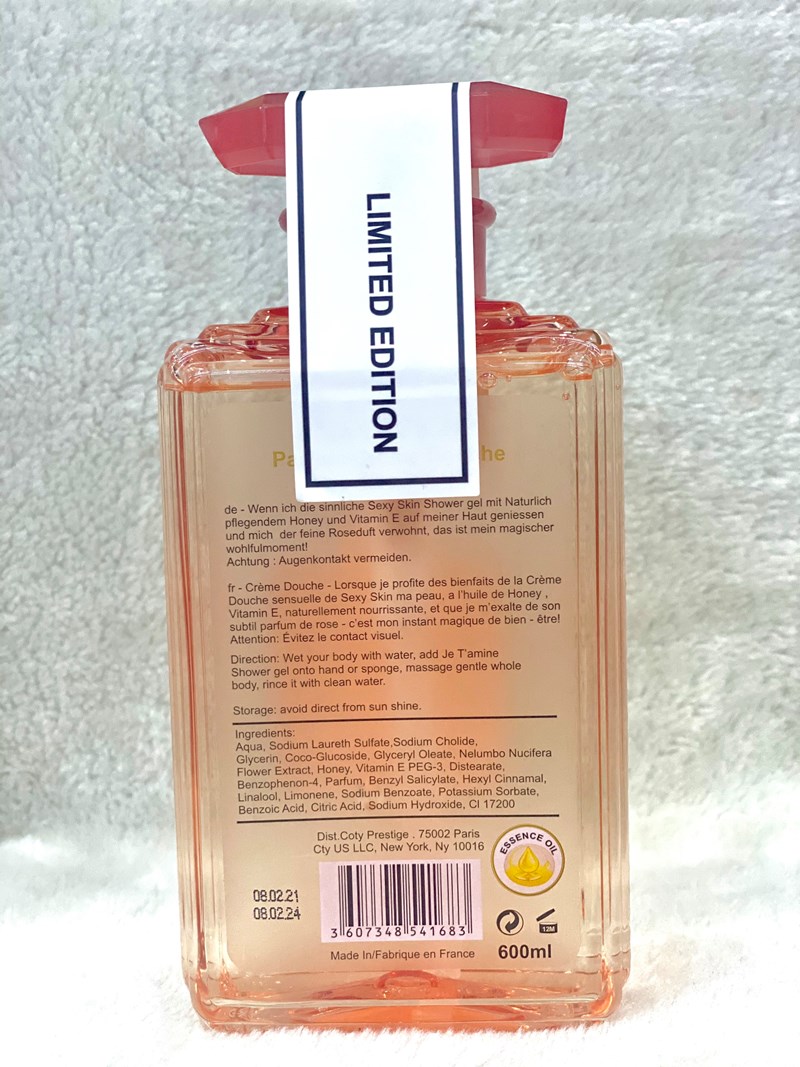 LIMITED EDITION
de - Wenn ich die sinnliche Sexy Skin Shower gel mit Naturlich
pflegendem Honey und Vitamin E auf meiner Haut geniessen
und mich der feine Roseduft verwohnt, das ist mein magischer
wohlfulmoment!
Achtung : Augenkontakt vermeiden.
fr - Crème Douche - Lorsque je profite des bienfaits de la Crème
Douche sensuelle de Sexy Skin ma peau, a l'huile de Honey ,
Vitamin E, naturellement nourrissante, et que je m'exalte de son
subtil parfum de rose - c'est mon instant magique de bien - être!
Attention: Évitez le contact visuel.
Direction: Wet your body with water, add Je T'amine
Shower gel onto hand or sponge, massage gentle whole
body, rince it with clean water.
Storage: avoid direct from sun shine.
Ingredients:
Aqua, Sodium Laureth Sulfate,Sodium Cholide,
Glycerin, Coco-Glucoside, Glyceryl Oleate, Nelumbo Nucifera
Flower Extract, Honey, Vitamin E PEG-3, Distearate,
Benzophenon-4, Parfum, Benzyl Salicylate, Hexyl Cinnamal,
Linalool, Limonene, Sodium Benzoate, Potassium Sorbate,
Benzoic Acid, Citric Acid, Sodium Hydroxide, CI 17200
Dist.Coty Prestige . 75002 Paris
Cty US LLC, New York, Ny 10016
ESSENCE OIL
08.02.21
08.02.24
3 607348 541683
12M
Made In/Fabrique en France
600ml